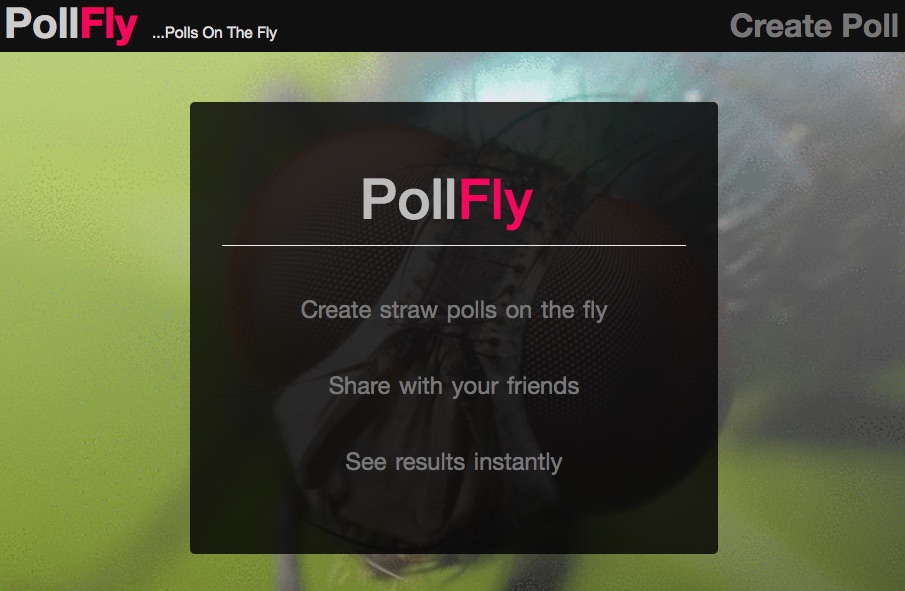 PollFly ...Polls On The Fly Create Poll
PollFly
Create straw polls on the fly
Share with your friends
See results instantly